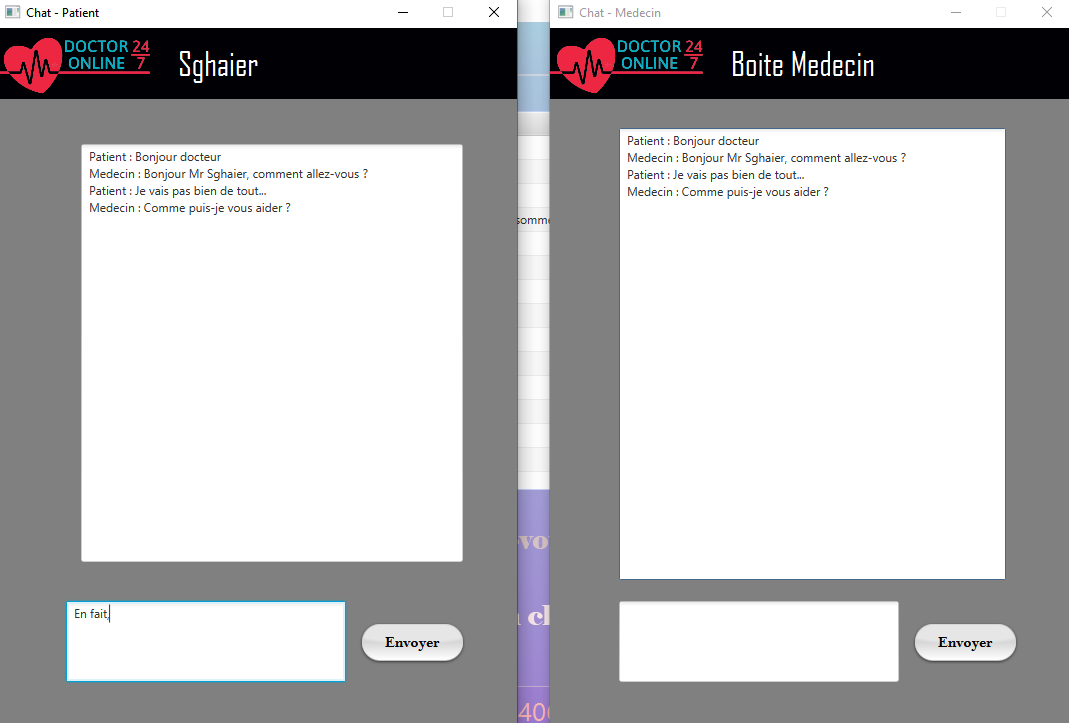 Chat - Patient
DOCTOR 24
ONLINE 7
Sghaier
Patient : Bonjour docteur
Medecin : Bonjour Mr Sghaier, comment allez-vous ?
Patient : Je vais pas bien de tout...
Medecin : Comme puis-je vous aider ?
En fait,
Envoyer
somme
-vou
cl
406
Chat - Medecin
DOCTOR 24
ONLINE 7
Boite Medecin
Patient : Bonjour docteur
Medecin : Bonjour Mr Sghaier, comment allez-vous ?
Patient : Je vais pas bien de tout...
Medecin : Comme puis-je vous aider ?
Envoyer